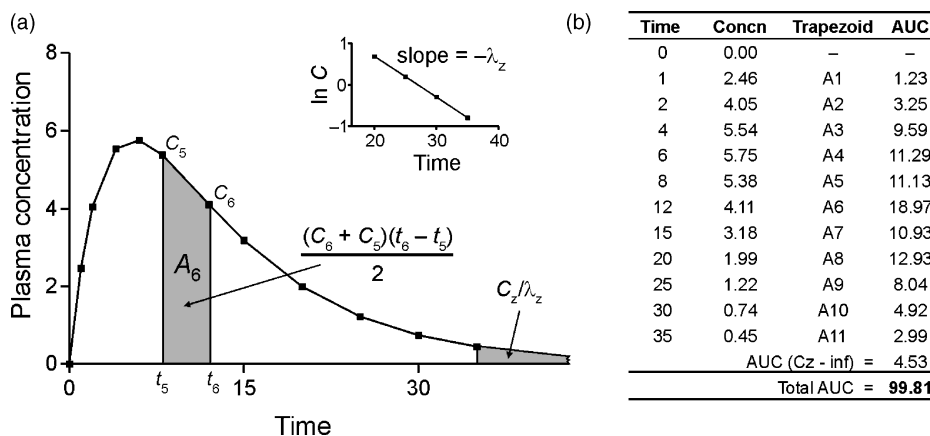 (a)
8
6
4
2
0
Plasma concentration
0
t5
t6
15
30
Time
C5
C6
A6
(C6 + C5)(t6 – t5)
2
Cz/λz
1
0
–1
ln C
slope = –λz
20
30
40
Time
(b)
Time Concn Trapezoid AUC
0 0.00 – –
1 2.46 A1 1.23
2 4.05 A2 3.25
4 5.54 A3 9.59
6 5.75 A4 11.29
8 5.38 A5 11.13
12 4.11 A6 18.97
15 3.18 A7 10.93
20 1.99 A8 12.93
25 1.22 A9 8.04
30 0.74 A10 4.92
35 0.45 A11 2.99
AUC (Cz - inf) = 4.53
Total AUC = 99.81